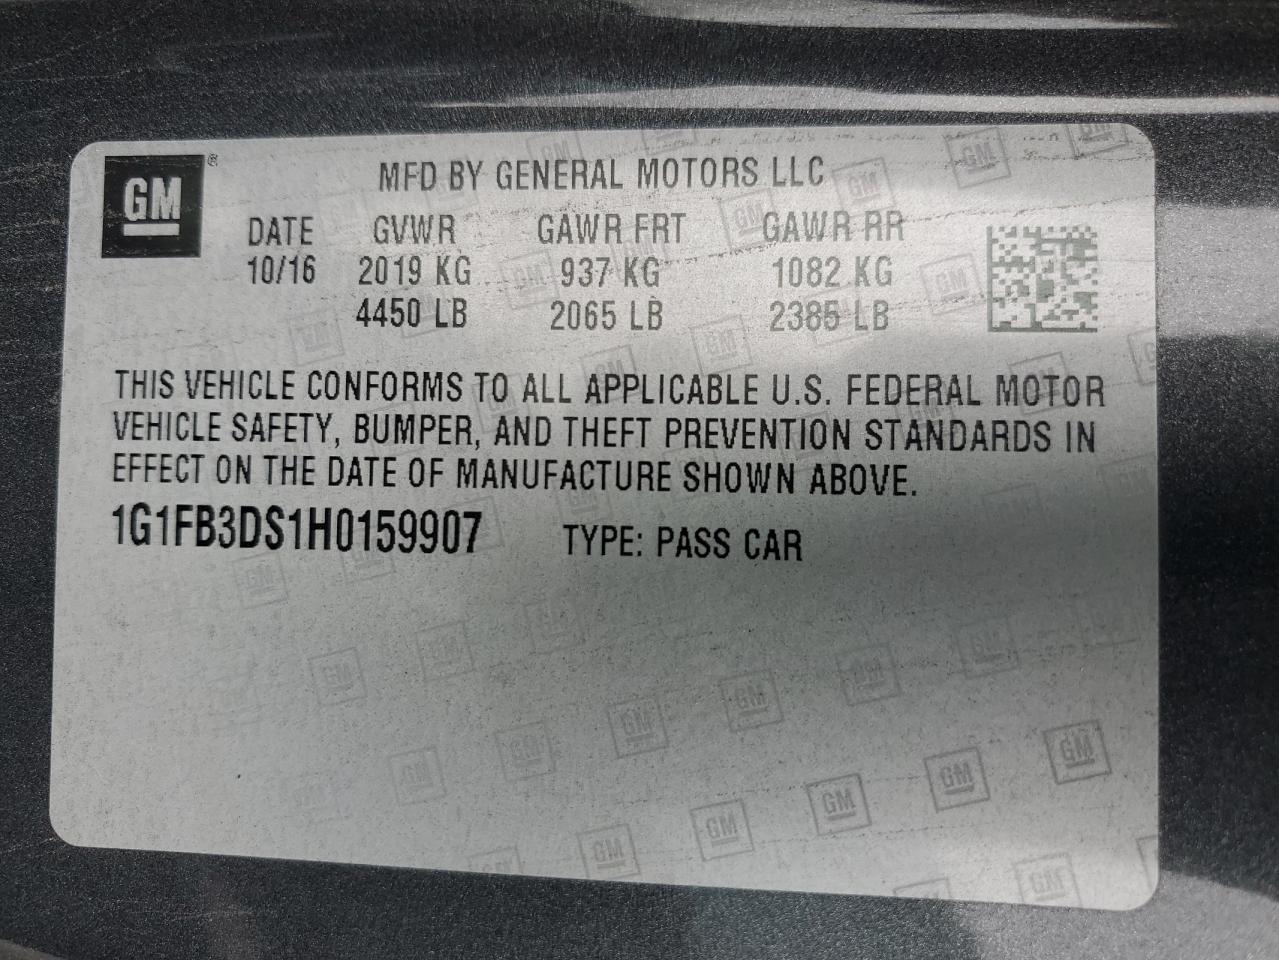 GM ®
MFD BY GENERAL MOTORS LLC
DATE GVWR GAWR FRT GAWR RR
10/16 2019 KG 937 KG 1082 KG
4450 LB 2065 LB 2385 LB
THIS VEHICLE CONFORMS TO ALL APPLICABLE U.S. FEDERAL MOTOR
VEHICLE SAFETY, BUMPER, AND THEFT PREVENTION STANDARDS IN
EFFECT ON THE DATE OF MANUFACTURE SHOWN ABOVE.
1G1FB3DS1H0159907 TYPE: PASS CAR